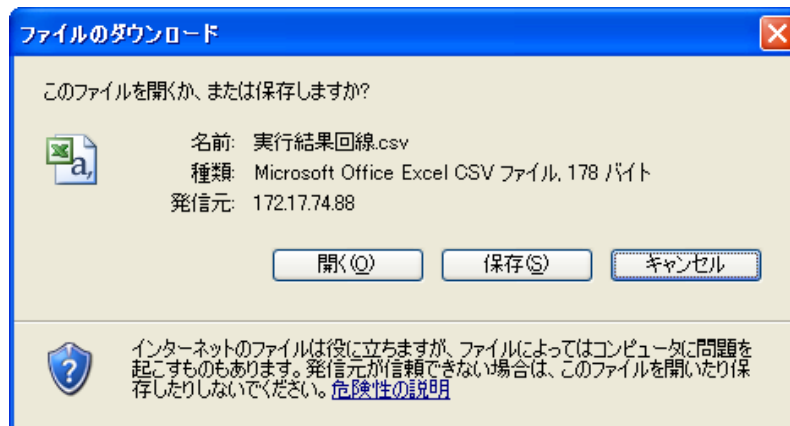 ファイルのダウンロード
このファイルを開くか、または保存しますか?
名前: 実行結果回線.csv
種類: Microsoft Office Excel CSV ファイル, 178 バイト
発信元: 172.17.74.88
開く(O) 保存(S) キャンセル
インターネットのファイルは役に立ちますが、ファイルによってはコンピュータに問題を
起こすものもあります。発信元が信頼できない場合は、このファイルを開いたり保
存したりしないでください。危険性の説明